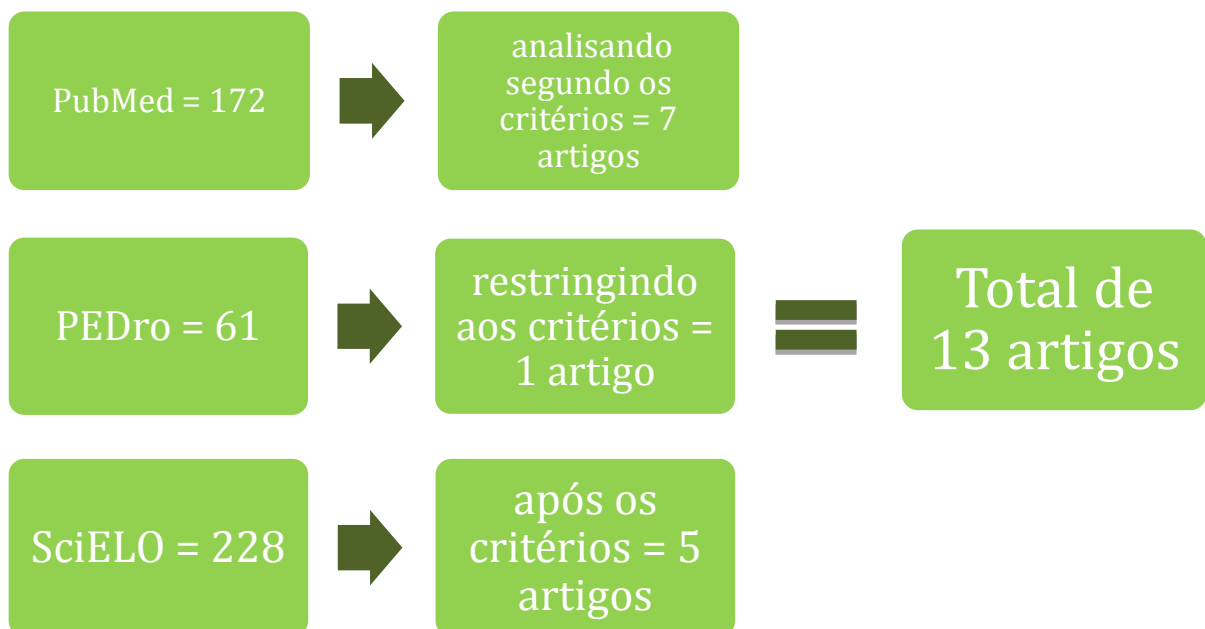 PubMed = 172
analisando
segundo os
critérios = 7
artigos
PEDro = 61
restringindo
aos critérios =
1 artigo
Total de
13 artigos
SciELO = 228
após os
critérios = 5
artigos